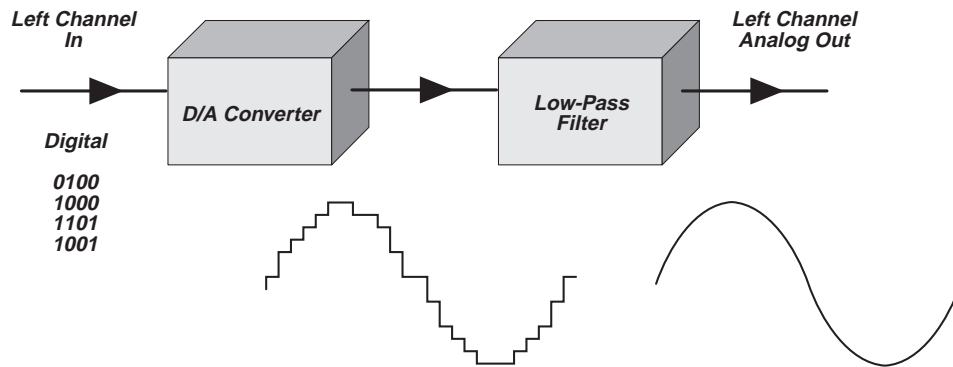 Left Channel
In
D/A Converter
Low-Pass
Filter
Left Channel
Analog Out
Digital
0100
1000
1101
1001